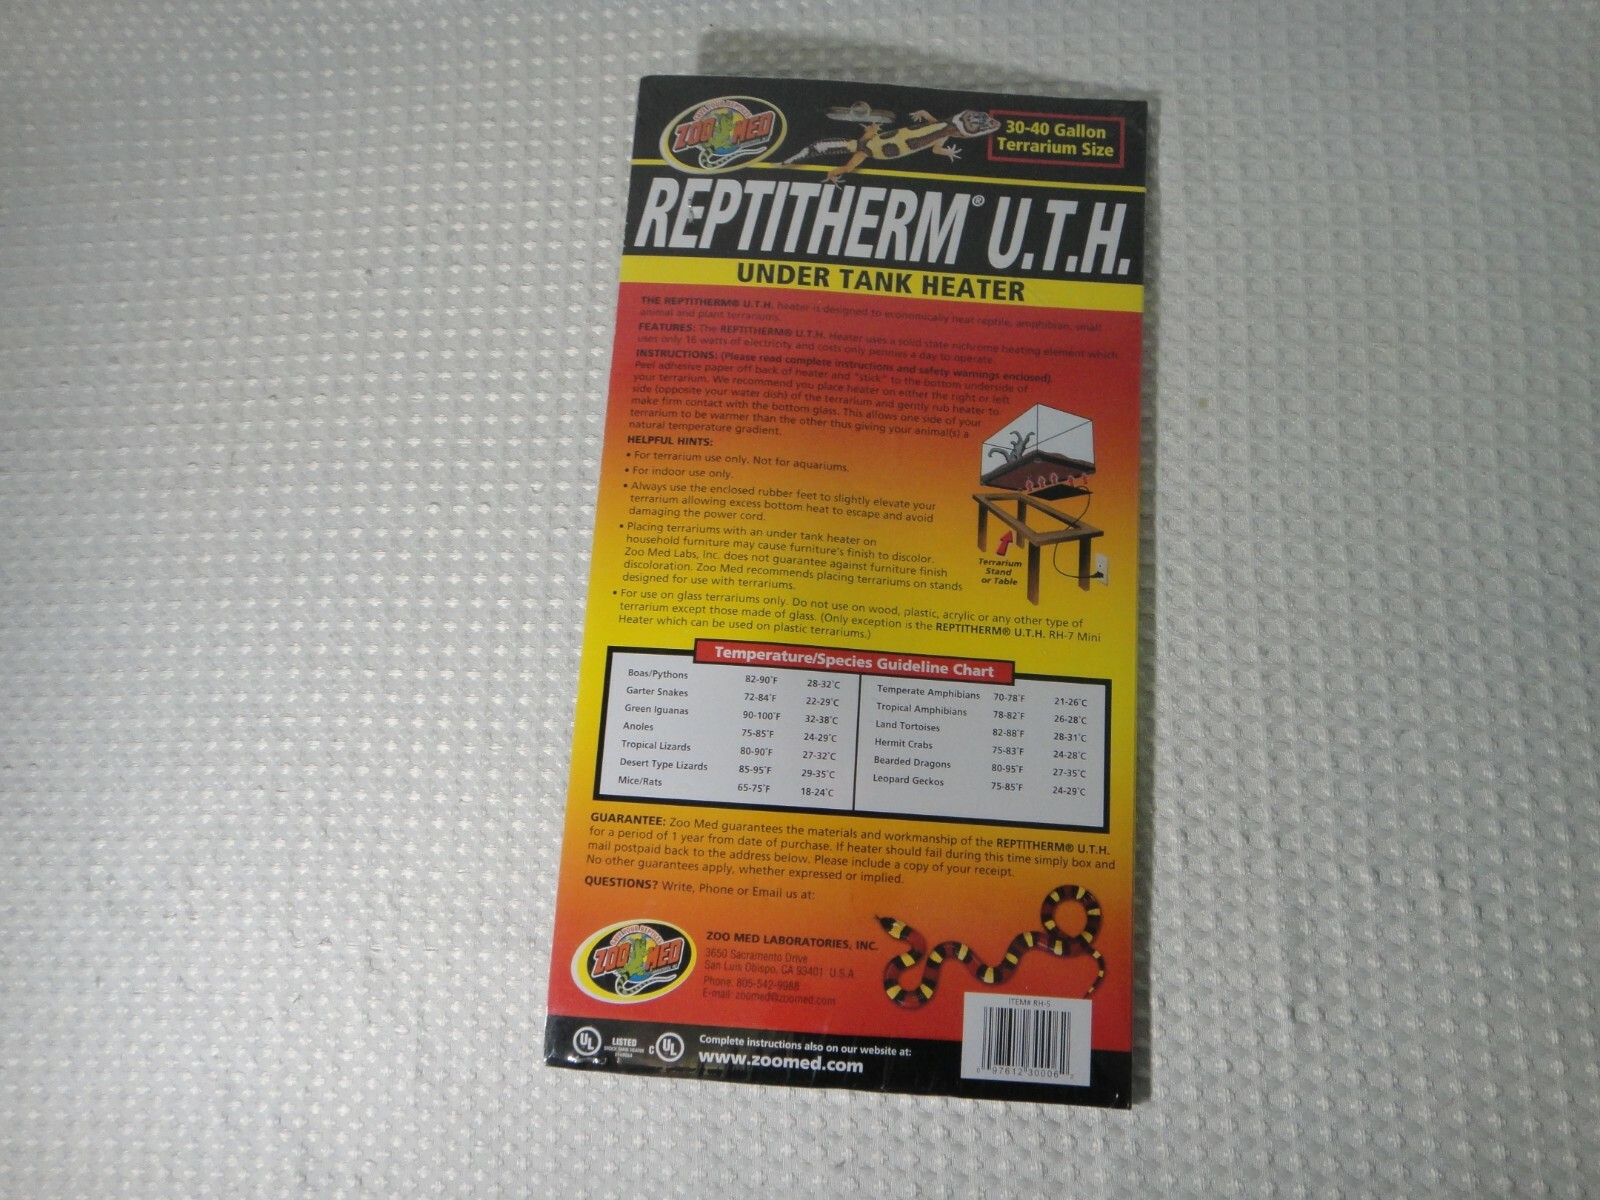 ZOO MED
30-40 Gallon
Terrarium Size
REPTITHERM® U.T.H.
UNDER TANK HEATER
THE REPTITHERM® U.T.H. heater is designed to economically heat reptile, amphibian, small
animal and plant terrariums.
FEATURES: The REPTITHERM® U.T.H. Heater uses a solid state nichrome heating element which
uses only 16 watts of electricity and costs only pennies a day to operate.
INSTRUCTIONS: (Please read complete instructions and safety warnings enclosed).
Peel adhesive paper off back of heater and "stick" to the bottom underside of
your terrarium. We recommend you place heater on either the right or left
side (opposite your water dish) of the terrarium and gently rub heater to
make firm contact with the bottom glass. This allows one side of your
terrarium to be warmer than the other thus giving your animal(s) a
natural temperature gradient.
HELPFUL HINTS:
• For terrarium use only. Not for aquariums.
• For indoor use only.
• Always use the enclosed rubber feet to slightly elevate your
terrarium allowing excess bottom heat to escape and avoid
damaging the power cord.
• Placing terrariums with an under tank heater on
household furniture may cause furniture's finish to discolor.
Zoo Med Labs, Inc. does not guarantee against furniture finish
discoloration. Zoo Med recommends placing terrariums on stands
designed for use with terrariums.
Terrarium
Stand
or Table
• For use on glass terrariums only. Do not use on wood, plastic, acrylic or any other type of
terrarium except those made of glass. (Only exception is the REPTITHERM® U.T.H. RH-7 Mini
Heater which can be used on plastic terrariums.)
Temperature/Species Guideline Chart
Boas/Pythons 82-90°F 28-32°C
Garter Snakes 72-84°F 22-29°C
Green Iguanas 90-100°F 32-38°C
Anoles 75-85°F 24-29°C
Tropical Lizards 80-90°F 27-32°C
Desert Type Lizards 85-95°F 29-35°C
Mice/Rats 65-75°F 18-24°C
Temperate Amphibians 70-78°F 21-26°C
Tropical Amphibians 78-82°F 26-28°C
Land Tortoises 82-88°F 28-31°C
Hermit Crabs 75-83°F 24-28°C
Bearded Dragons 80-95°F 27-35°C
Leopard Geckos 75-85°F 24-29°C
GUARANTEE: Zoo Med guarantees the materials and workmanship of the REPTITHERM® U.T.H.
for a period of 1 year from date of purchase. If heater should fail during this time simply box and
mail postpaid back to the address below. Please include a copy of your receipt.
No other guarantees apply, whether expressed or implied.
QUESTIONS? Write, Phone or Email us at:
ZOO MED
ZOO MED LABORATORIES, INC.
3650 Sacramento Drive
San Luis Obispo, CA 93401 U.S.A.
Phone: 805-542-9988
E-mail: zoomed@zoomed.com
ITEM# RH-5
UL LISTED
C UL
Complete instructions also on our website at:
www.zoomed.com
97612 30006